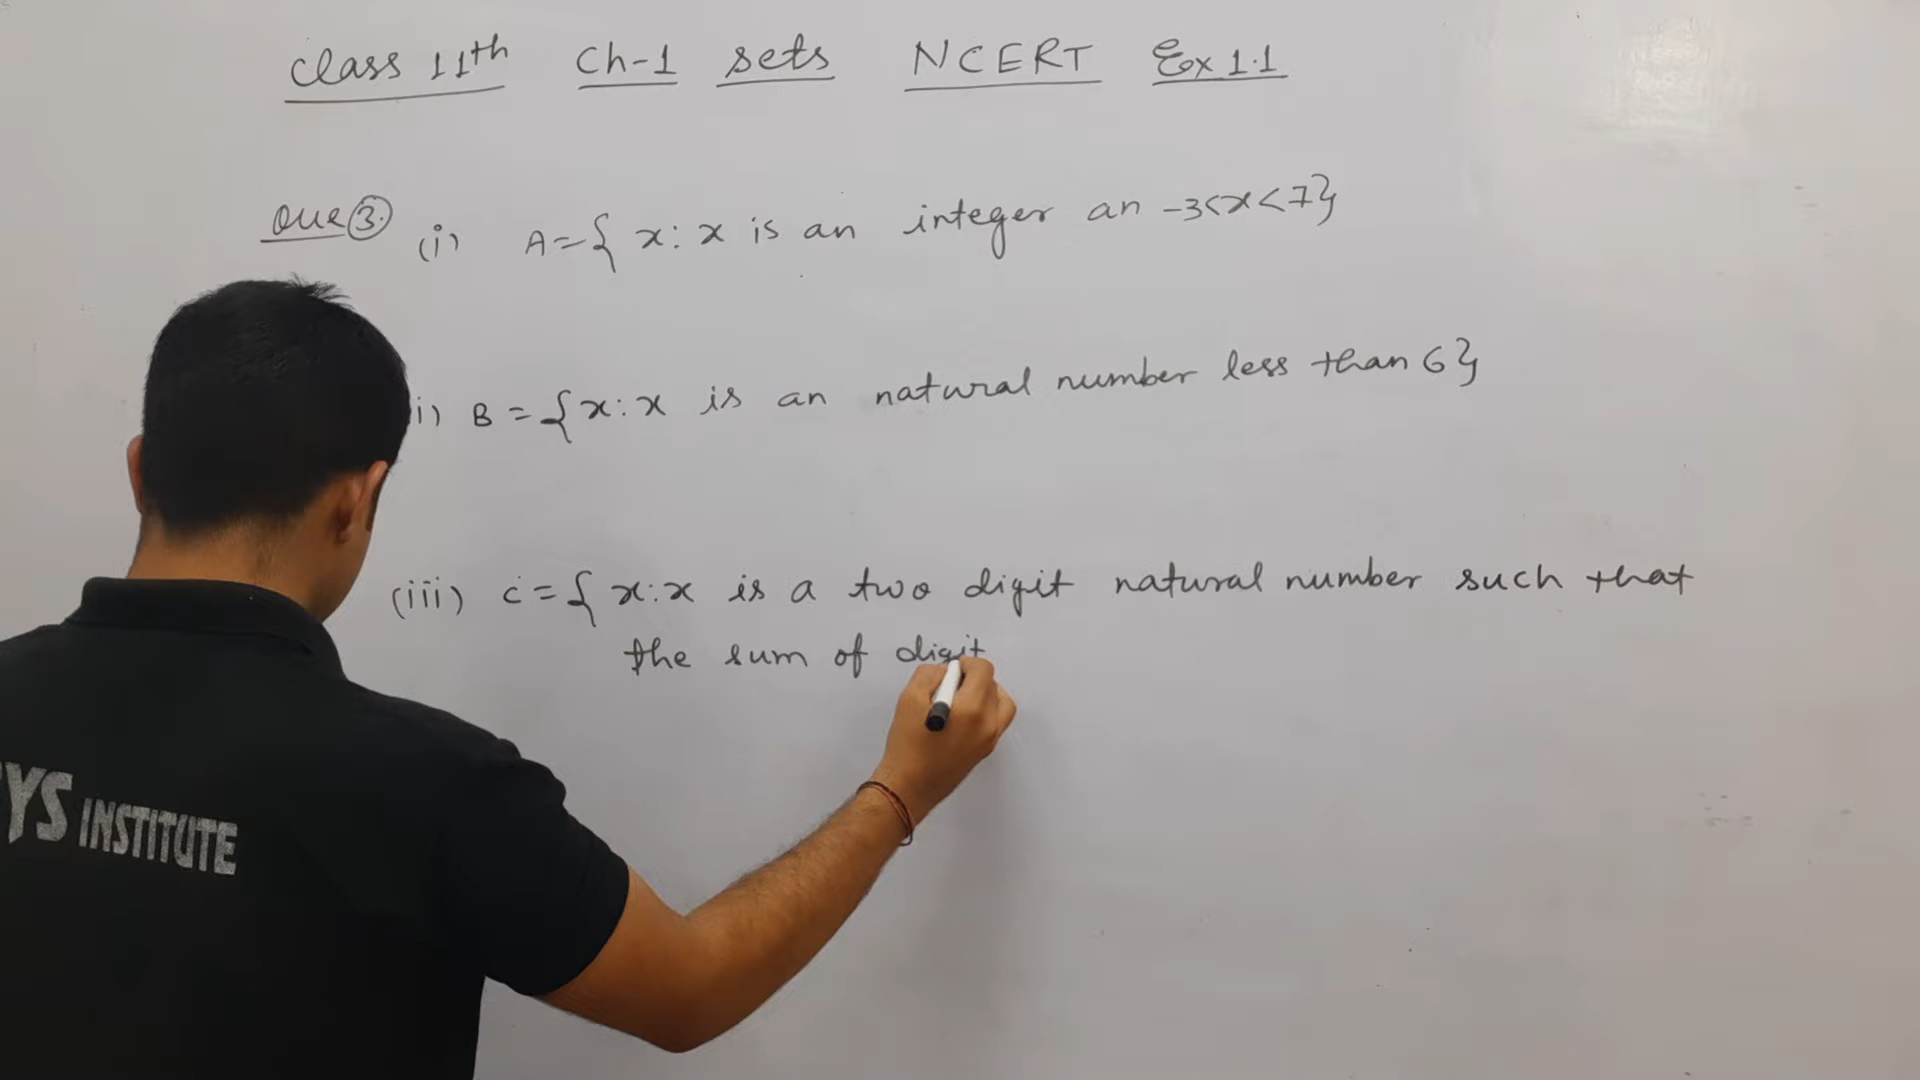 class 11th Ch-1 sets NCERT Ex 1.1
Que 3. (i) A = { x : x is an integer an -3 < x < 7}
i) B = { x : x is an natural number less than 6}
(iii) C = { x : x is a two digit natural number such that
the sum of digit
YS INSTITUTE